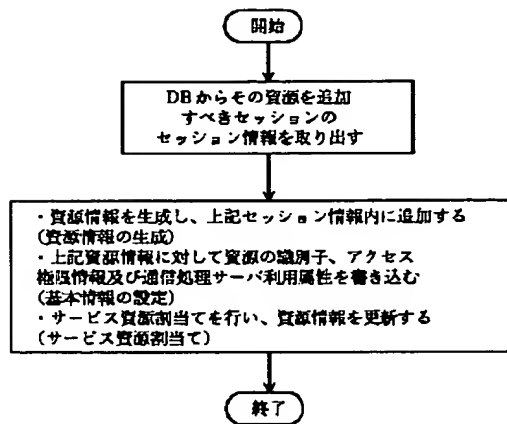 開始
DBからその資源を追加
すべきセッションの
セッション情報を取り出す
・資源情報を生成し、上記セッション情報内に追加する
(資源情報の生成)
・上記資源情報に対して資源の識別子、アクセス
権限情報及び通信処理サーバ利用属性を書き込む
(基本情報の設定)
・サービス資源割当てを行い、資源情報を更新する
(サービス資源割当て)
終了